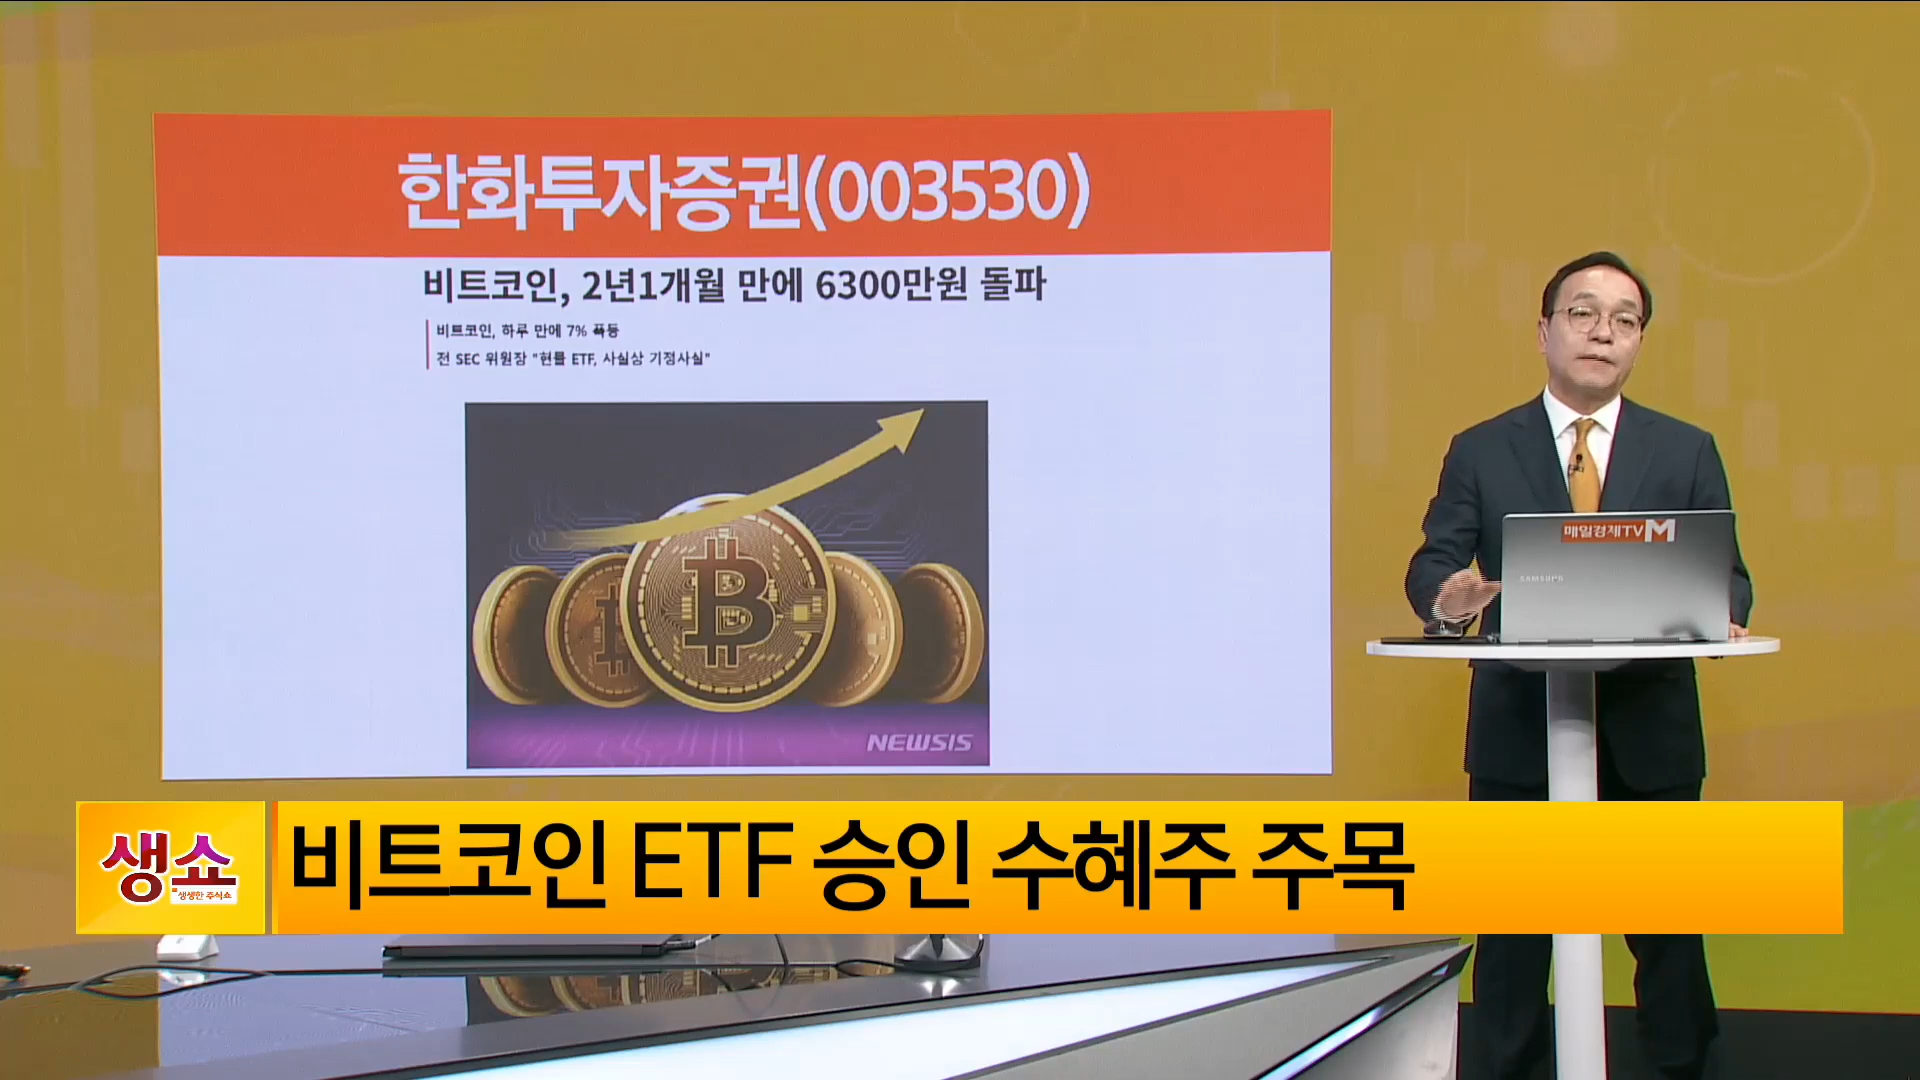 한화투자증권(003530)
비트코인, 2년1개월 만에 6300만원 돌파
비트코인, 하루 만에 7% 폭등
전 SEC 위원장 "현물 ETF, 사실상 기정사실"
NEWSIS
매일경제TV M
SAMSUNG
생쇼
생생한 주식쇼
비트코인 ETF 승인 수혜주 주목